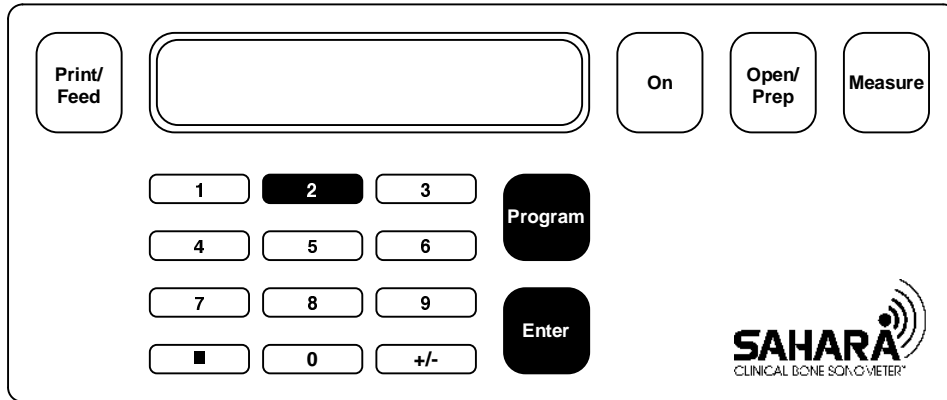 Print/
Feed
On
Open/
Prep
Measure
1 2 3
Program
4 5 6
7 8 9
Enter
■ 0 +/-
SAHARA
CLINICAL BONE SONOMETER™